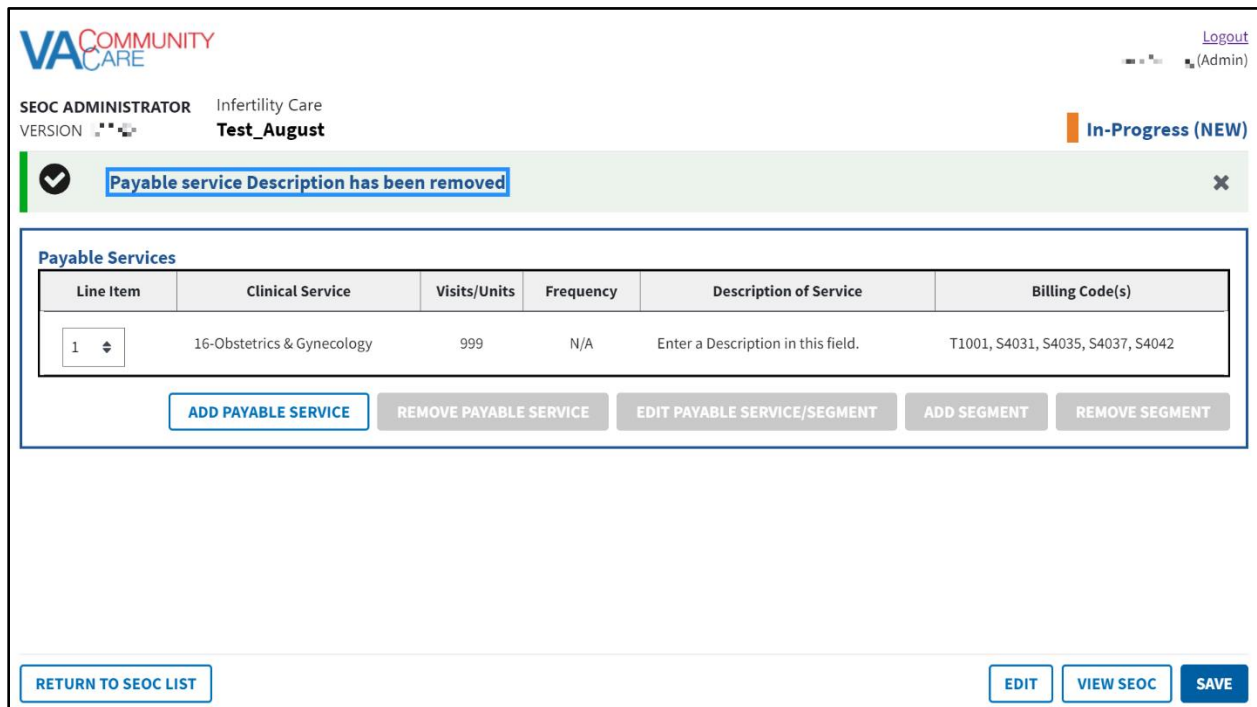 VA COMMUNITY CARE
Logout
(Admin)
SEOC ADMINISTRATOR Infertility Care
VERSION Test_August
In-Progress (NEW)
Payable service Description has been removed
Payable Services
Line Item Clinical Service Visits/Units Frequency Description of Service Billing Code(s)
1 16-Obstetrics & Gynecology 999 N/A Enter a Description in this field. T1001, S4031, S4035, S4037, S4042
ADD PAYABLE SERVICE REMOVE PAYABLE SERVICE EDIT PAYABLE SERVICE/SEGMENT ADD SEGMENT REMOVE SEGMENT
RETURN TO SEOC LIST EDIT VIEW SEOC SAVE